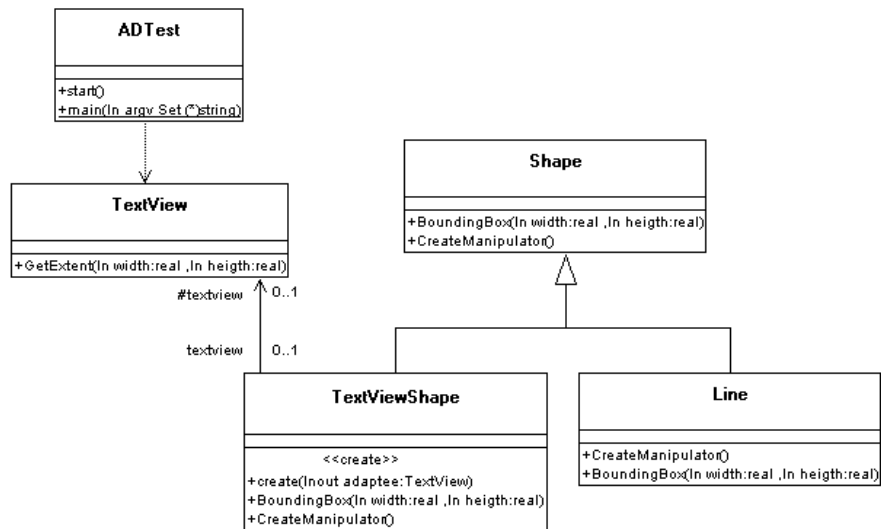 ADTest
+start()
+main(In argv Set (*)string)
TextView
+GetExtent(In width:real ,In heigth:real)
Shape
+BoundingBox(In width:real ,In heigth:real)
+CreateManipulator()
#textview 0..1
textview 0..1
TextViewShape
<<create>>
+create(Inout adaptee:TextView)
+BoundingBox(In width:real ,In heigth:real)
+CreateManipulator()
Line
+CreateManipulator()
+BoundingBox(In width:real ,In heigth:real)